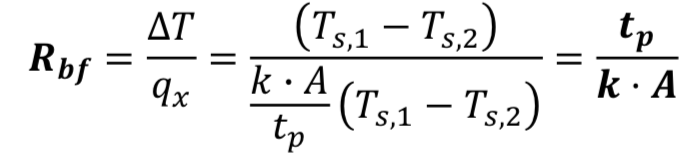 R_bf = ΔT / q_x = (T_s,1 − T_s,2) / ((k · A / t_p) (T_s,1 − T_s,2)) = t_p / (k · A)